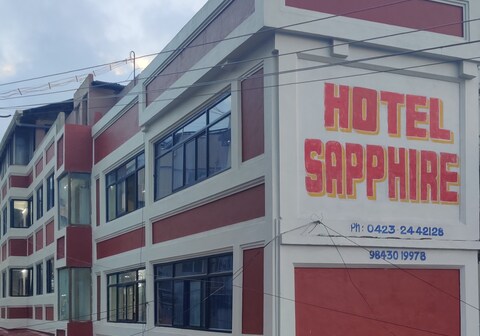 HOTEL
SAPPHIRE
Ph: 0423 2442128
98430 19978